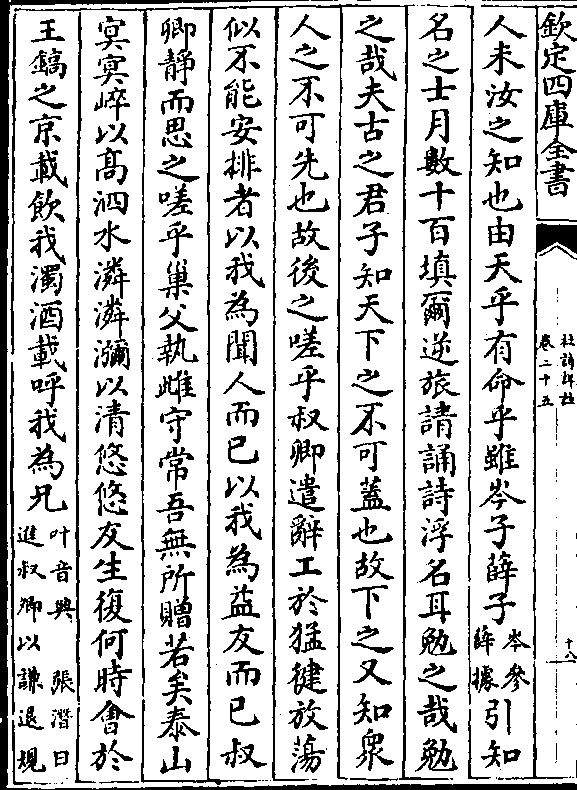 欽定四庫全書
杜詩詳註
卷二十五
十八
人未汝之知也由天乎有命乎雖岑子薛子岑參薛據引知
名之士月數十百填爾逆旅請誦詩浮名耳勉之哉勉
之哉夫古之君子知天下之不可蓋也故下之又知衆
人之不可先也故後之嗟乎叔卿遣辭工於猛健放蕩
似不能安排者以我為聞人而已以我為益友而已叔
卿静而思之嗟乎巢父執雌守常吾無所贈若矣泰山
㝠㝠崒以髙泗水潾潾瀰以清悠悠友生復何時會於
王鎬之京載飲我濁酒載呼我為兄叶音興 張潛曰進叔卿以謙退規